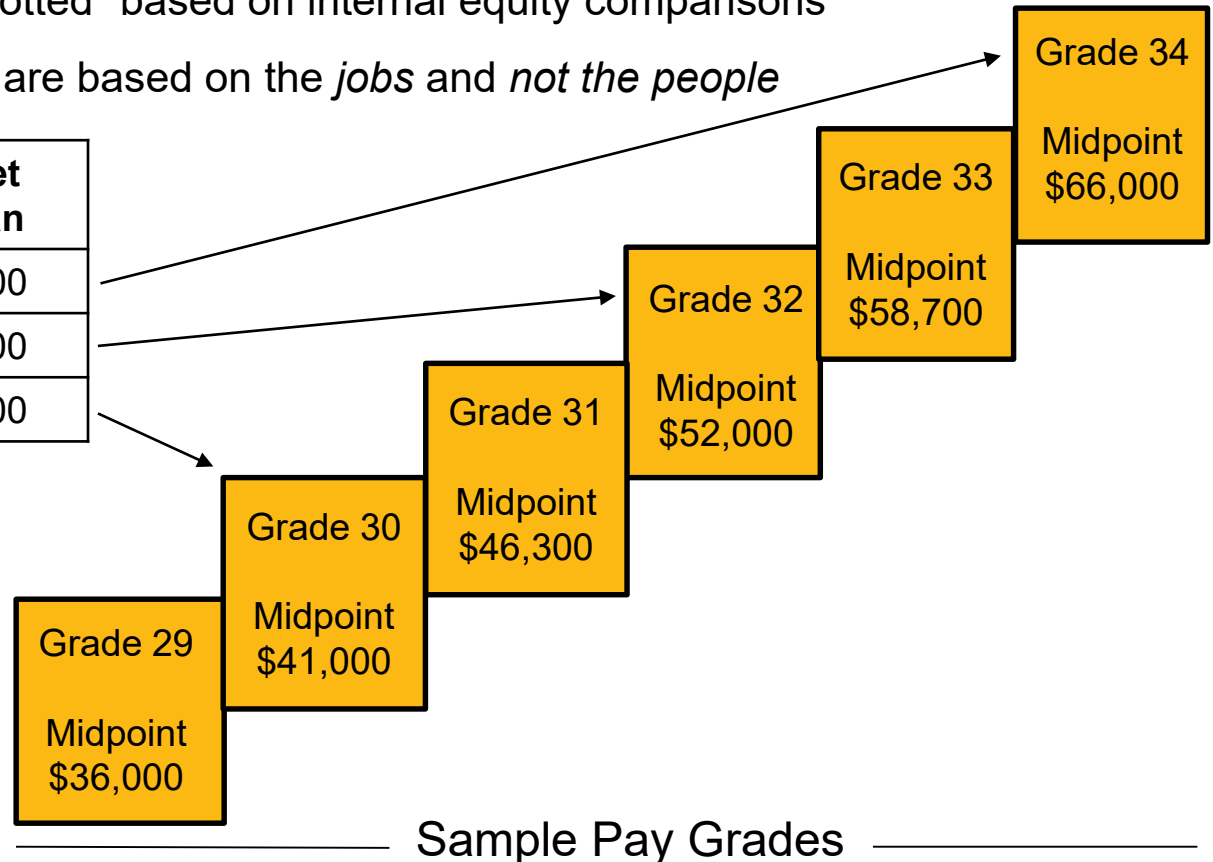 based on internal equity comparisons
are based on the jobs and not the people
Grade 34
Midpoint
$66,000
Grade 33
Midpoint
$58,700
Grade 32
Midpoint
$52,000
Grade 31
Midpoint
$46,300
Grade 30
Midpoint
$41,000
Grade 29
Midpoint
$36,000
Sample Pay Grades